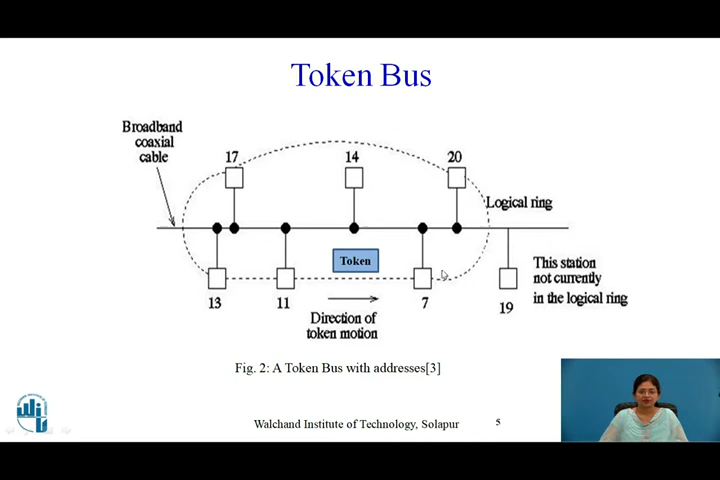 Token Bus
Broadband
coaxial
cable
17
14
20
Logical ring
Token
This station
not currently
in the logical ring
13
11
7
19
Direction of
token motion
Fig. 2: A Token Bus with addresses[3]
Walchand Institute of Technology, Solapur
5